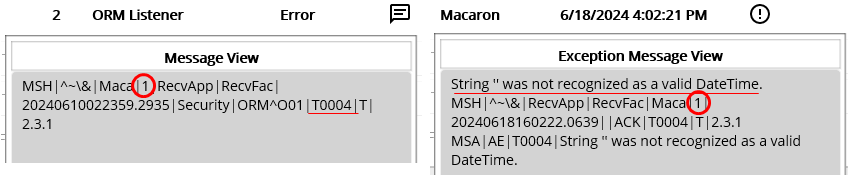 2 ORM Listener Error Macaron 6/18/2024 4:02:21 PM
Message View
MSH|^~\&|Maca|1|RecvApp|RecvFac|
20240610022359.2935|Security|ORM^O01|T0004|T|
2.3.1
Exception Message View
String '' was not recognized as a valid DateTime.
MSH|^~\&|RecvApp|RecvFac|Maca|1|
20240618160222.0639||ACK|T0004|T|2.3.1
MSA|AE|T0004|String '' was not recognized as a valid
DateTime.